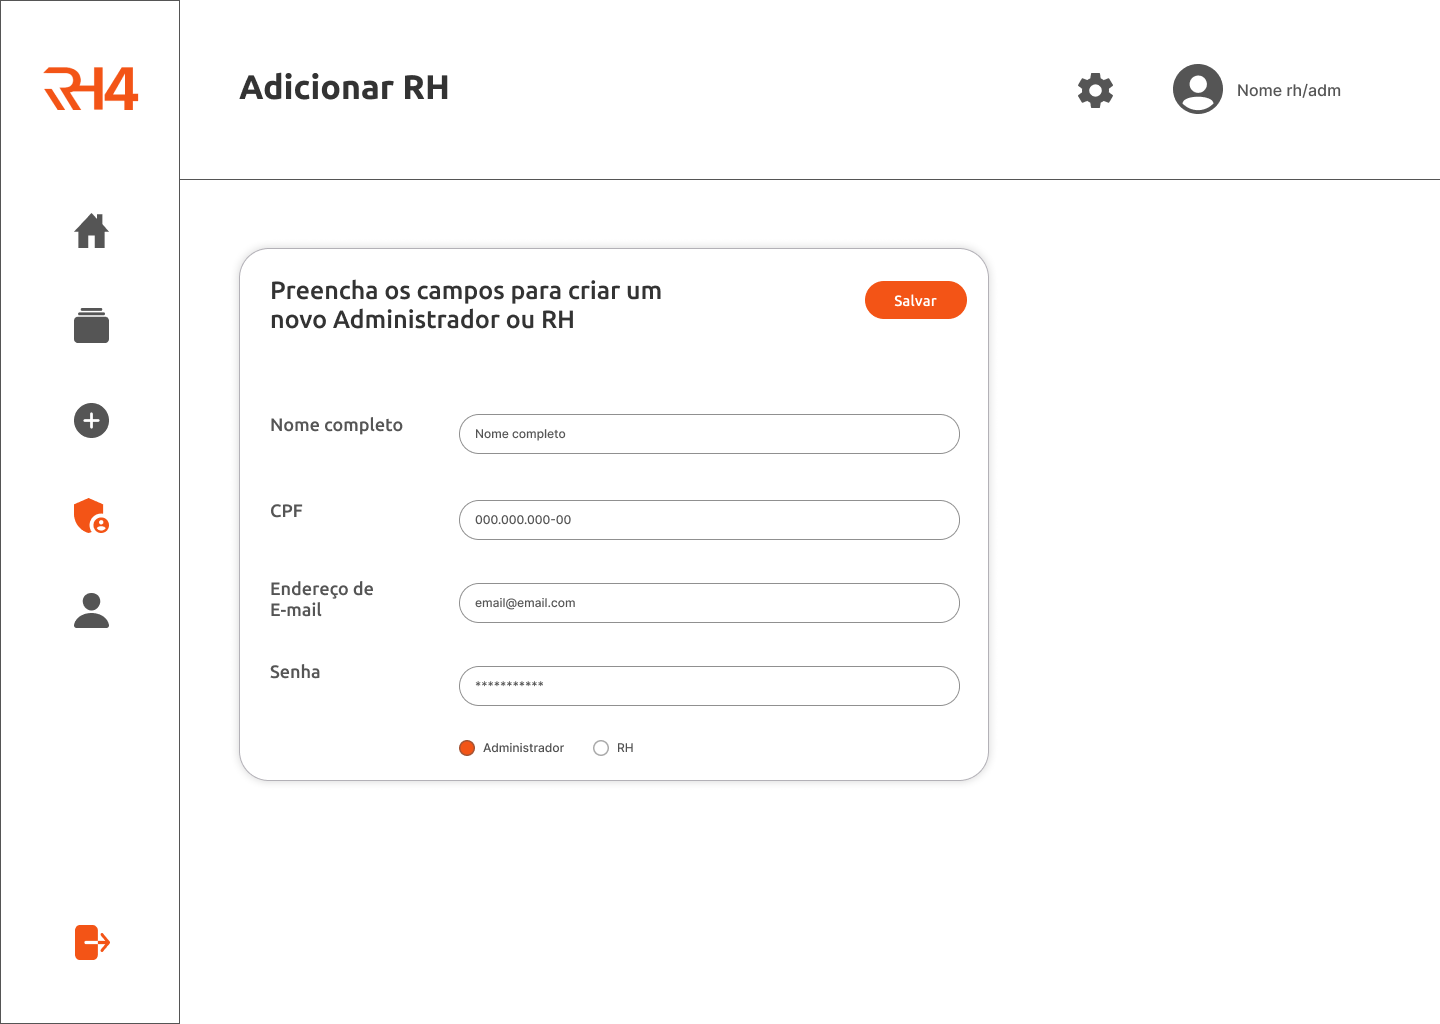 RH4
Adicionar RH
Nome rh/adm
Preencha os campos para criar um
novo Administrador ou RH
Salvar
Nome completo
Nome completo
CPF
000.000.000-00
Endereço de
E-mail
email@email.com
Senha
***********
Administrador
RH